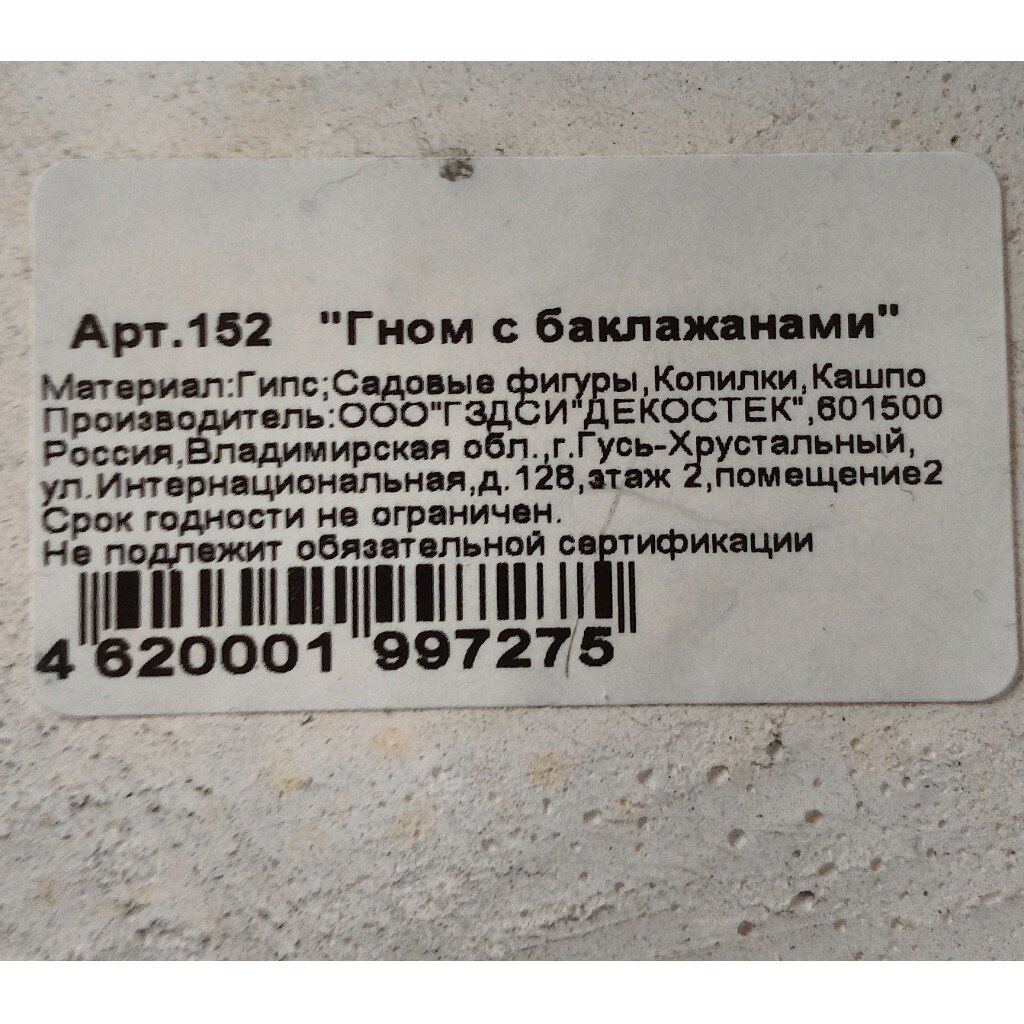 Арт.152 "Гном с баклажанами"
Материал:Гипс;Садовые фигуры,Копилки,Кашпо
Производитель:ООО"ГЗДСИ"ДЕКОСТЕК",601500
Россия,Владимирская обл.,г.Гусь-Хрустальный,
ул.Интернациональная,д.128,этаж 2,помещение2
Срок годности не ограничен.
Не подлежит обязательной сертификации
4 620001 997275